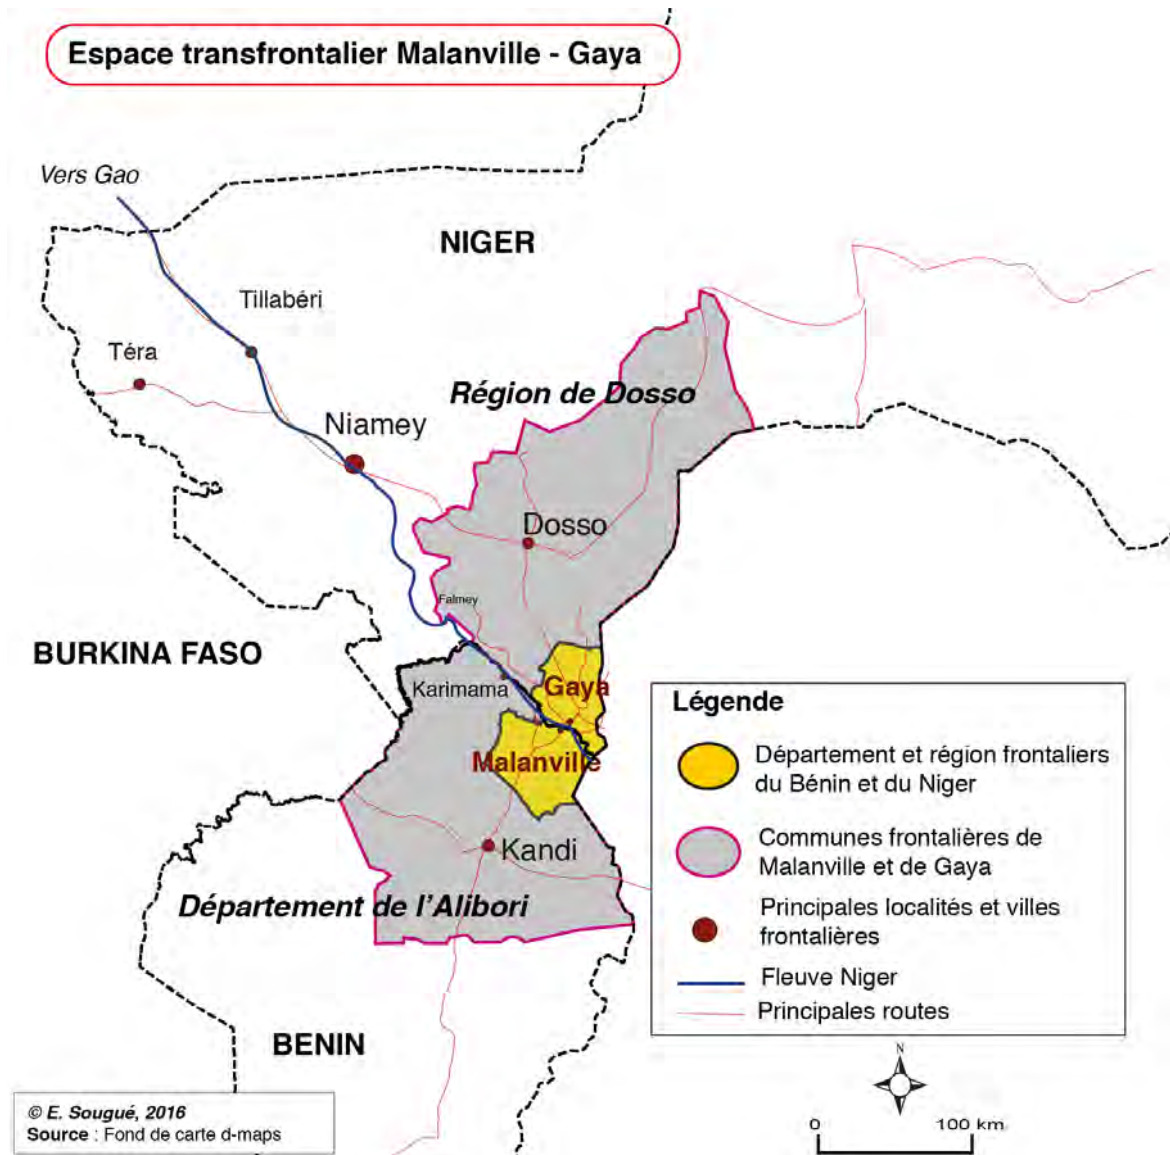 Espace transfrontalier Malanville - Gaya
Vers Gao
NIGER
Tillabéri
Téra
Région de Dosso
Niamey
Dosso
Falmey
BURKINA FASO
Karimama
Gaya
Malanville
Kandi
Département de l'Alibori
BENIN
Légende
Département et région frontaliers
du Bénin et du Niger
Communes frontalières de
Malanville et de Gaya
Principales localités et villes
frontalières
Fleuve Niger
Principales routes
N
0 100 km
© E. Sougué, 2016
Source : Fond de carte d-maps